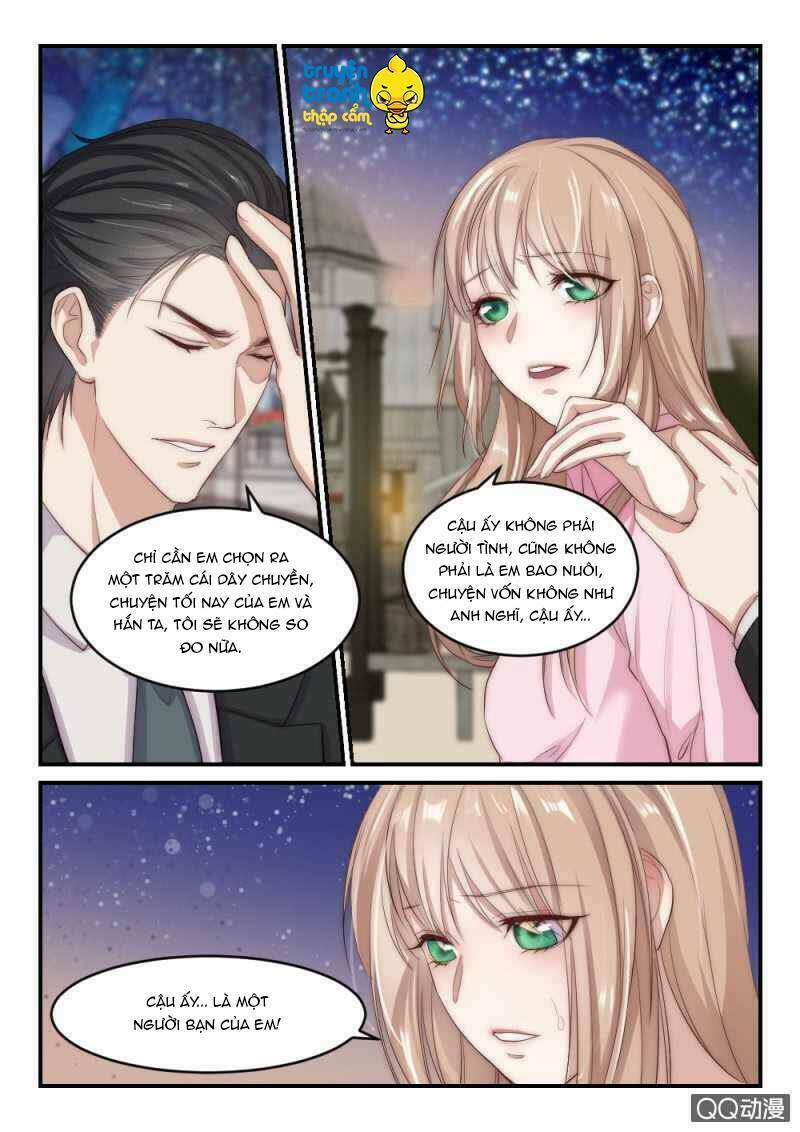 truyện
tranh
thập cẩm
CHỈ CẦN EM CHỌN RA
MỘT TRĂM CÁI DÂY CHUYỀN,
CHUYỆN TỐI NAY CỦA EM VÀ
HẮN TA, TÔI SẼ KHÔNG SO
ĐO NỮA.
CẬU ẤY KHÔNG PHẢI
NGƯỜI TÌNH, CŨNG KHÔNG
PHẢI LÀ EM BAO NUÔI,
CHUYỆN VỐN KHÔNG NHƯ
ANH NGHĨ, CẬU ẤY...
CẬU ẤY... LÀ MỘT
NGƯỜI BẠN CỦA EM!
QQ动漫